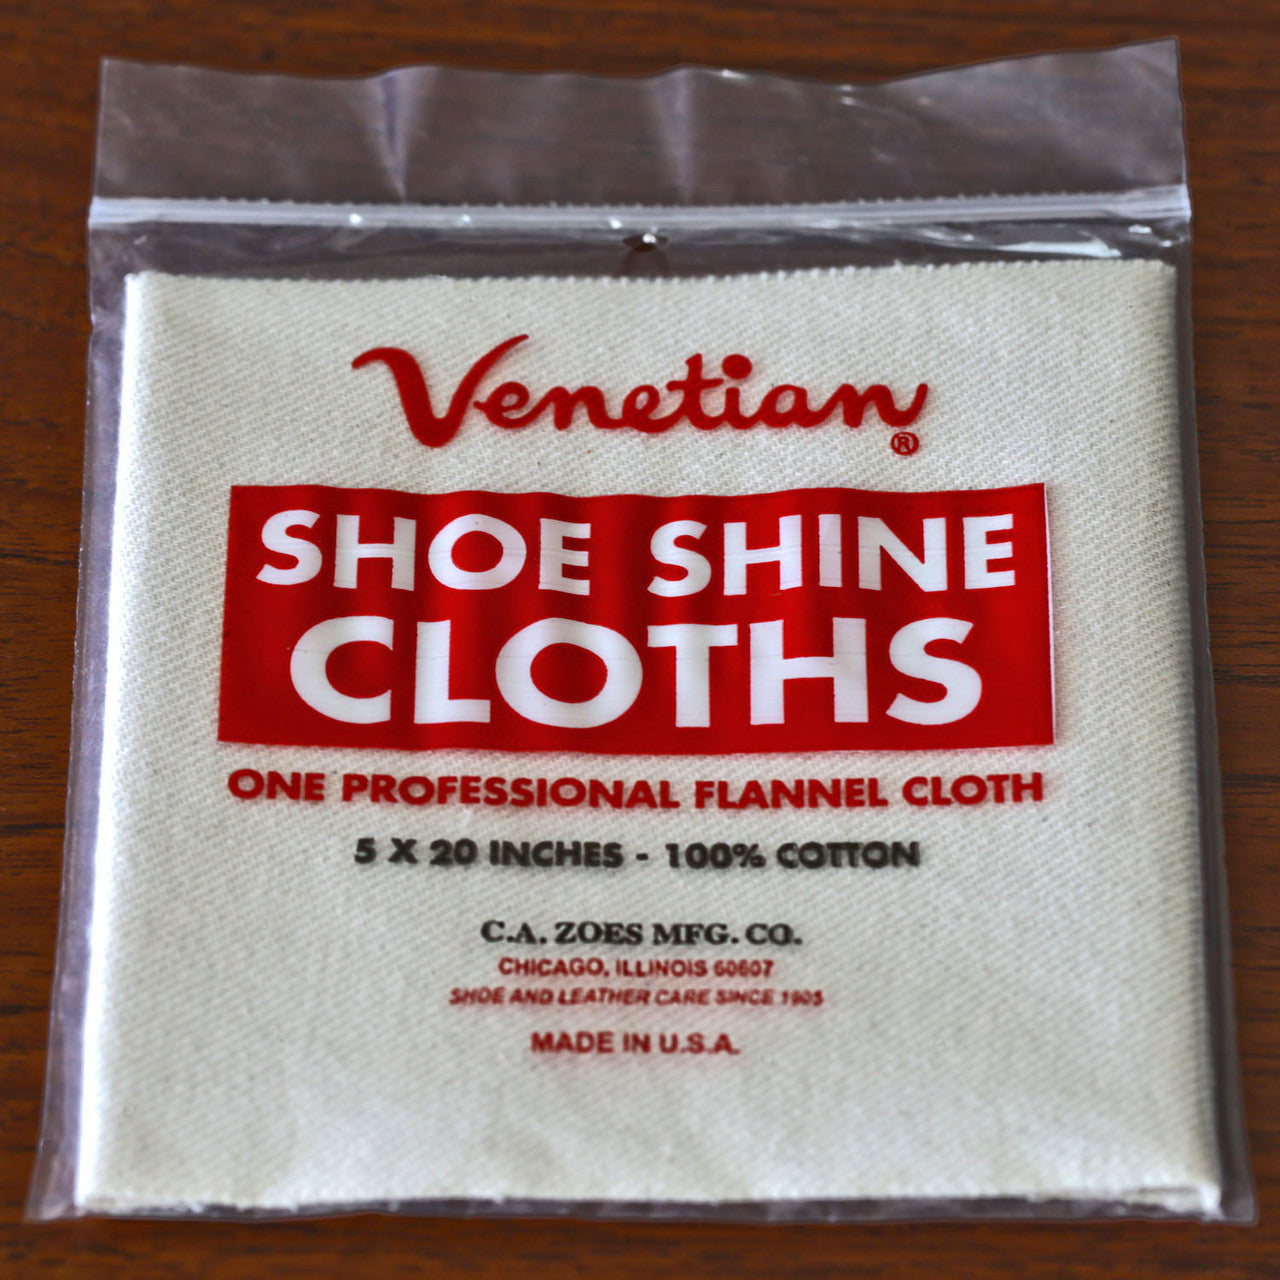 Venetian
®
SHOE SHINE
CLOTHS
ONE PROFESSIONAL FLANNEL CLOTH
5 X 20 INCHES - 100% COTTON
C.A. ZOES MFG. CO.
CHICAGO, ILLINOIS 60607
SHOE AND LEATHER CARE SINCE 1905
MADE IN U.S.A.